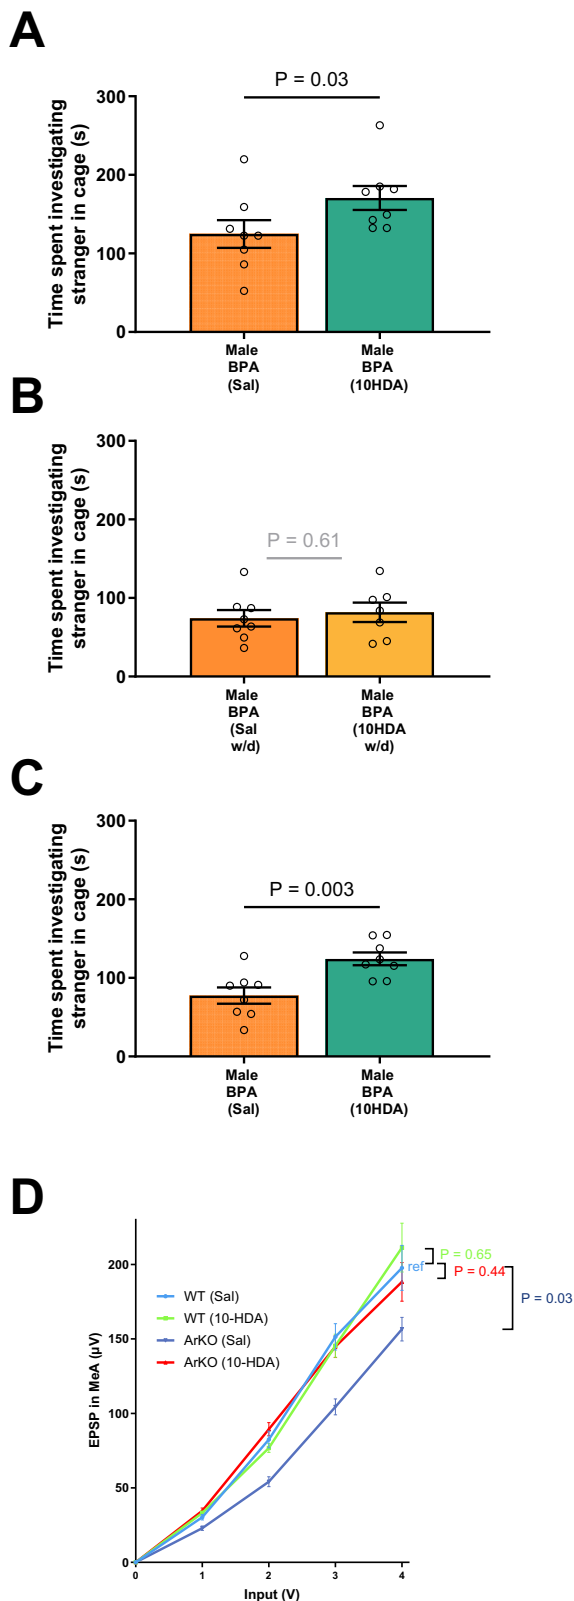 A
P = 0.03
Time spent investigating
stranger in cage (s)
300
200
100
0
Male
BPA
(Sal)
Male
BPA
(10HDA)
B
P = 0.61
Time spent investigating
stranger in cage (s)
300
200
100
0
Male
BPA
(Sal
w/d)
Male
BPA
(10HDA
w/d)
C
P = 0.003
Time spent investigating
stranger in cage (s)
300
200
100
0
Male
BPA
(Sal)
Male
BPA
(10HDA)
D
EPSP in MeA (µV)
200
150
100
50
0
WT (Sal)
WT (10-HDA)
ArKO (Sal)
ArKO (10-HDA)
ref
P = 0.65
P = 0.44
P = 0.03
0
1
2
3
4
Input (V)